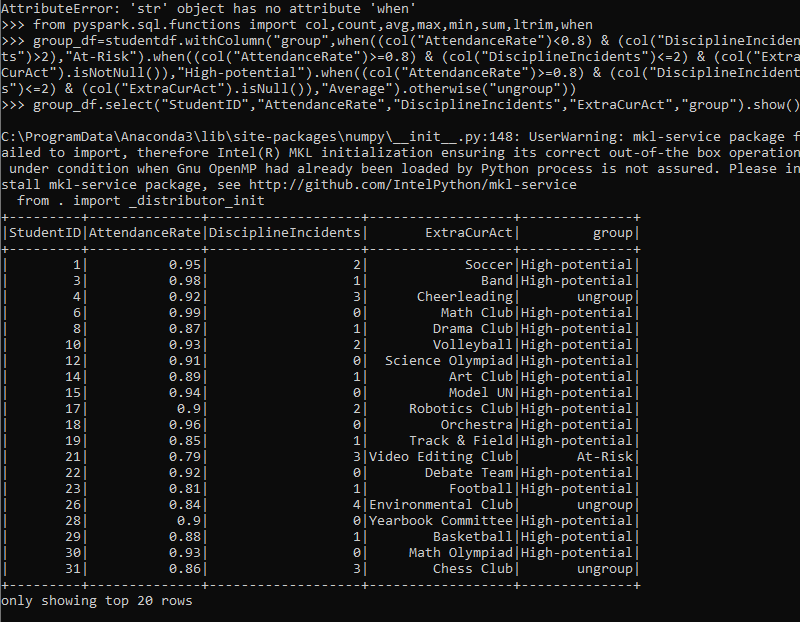 AttributeError: 'str' object has no attribute 'when'
>>> from pyspark.sql.functions import col,count,avg,max,min,sum,ltrim,when
>>> group_df=studentdf.withColumn("group",when((col("AttendanceRate")<0.8) & (col("DisciplineInciden
ts")>2),"At-Risk").when((col("AttendanceRate")>=0.8) & (col("DisciplineIncidents")<=2) & (col("Extra
CurAct").isNotNull()),"High-potential").when((col("AttendanceRate")>=0.8) & (col("DisciplineIncident
s")<=2) & (col("ExtraCurAct").isNull()),"Average").otherwise("ungroup"))
>>> group_df.select("StudentID","AttendanceRate","DisciplineIncidents","ExtraCurAct","group").show()
C:\ProgramData\Anaconda3\lib\site-packages\numpy\__init__.py:148: UserWarning: mkl-service package f
ailed to import, therefore Intel(R) MKL initialization ensuring its correct out-of-the box operation
 under condition when Gnu OpenMP had already been loaded by Python process is not assured. Please in
stall mkl-service package, see http://github.com/IntelPython/mkl-service
  from . import _distributor_init
+---------+--------------+-------------------+------------------+--------------+
|StudentID|AttendanceRate|DisciplineIncidents|       ExtraCurAct|         group|
+---------+--------------+-------------------+------------------+--------------+
|        1|          0.95|                  2|            Soccer|High-potential|
|        3|          0.98|                  1|              Band|High-potential|
|        4|          0.92|                  3|      Cheerleading|       ungroup|
|        6|          0.99|                  0|         Math Club|High-potential|
|        8|          0.87|                  1|        Drama Club|High-potential|
|       10|          0.93|                  2|        Volleyball|High-potential|
|       12|          0.91|                  0|  Science Olympiad|High-potential|
|       14|          0.89|                  1|          Art Club|High-potential|
|       15|          0.94|                  0|          Model UN|High-potential|
|       17|           0.9|                  2|     Robotics Club|High-potential|
|       18|          0.96|                  0|         Orchestra|High-potential|
|       19|          0.85|                  1|     Track & Field|High-potential|
|       21|          0.79|                  3|Video Editing Club|       At-Risk|
|       22|          0.92|                  0|       Debate Team|High-potential|
|       23|          0.81|                  1|          Football|High-potential|
|       26|          0.84|                  4|Environmental Club|       ungroup|
|       28|           0.9|                  0|Yearbook Committee|High-potential|
|       29|          0.88|                  1|        Basketball|High-potential|
|       30|          0.93|                  0|     Math Olympiad|High-potential|
|       31|          0.86|                  3|        Chess Club|       ungroup|
+---------+--------------+-------------------+------------------+--------------+
only showing top 20 rows